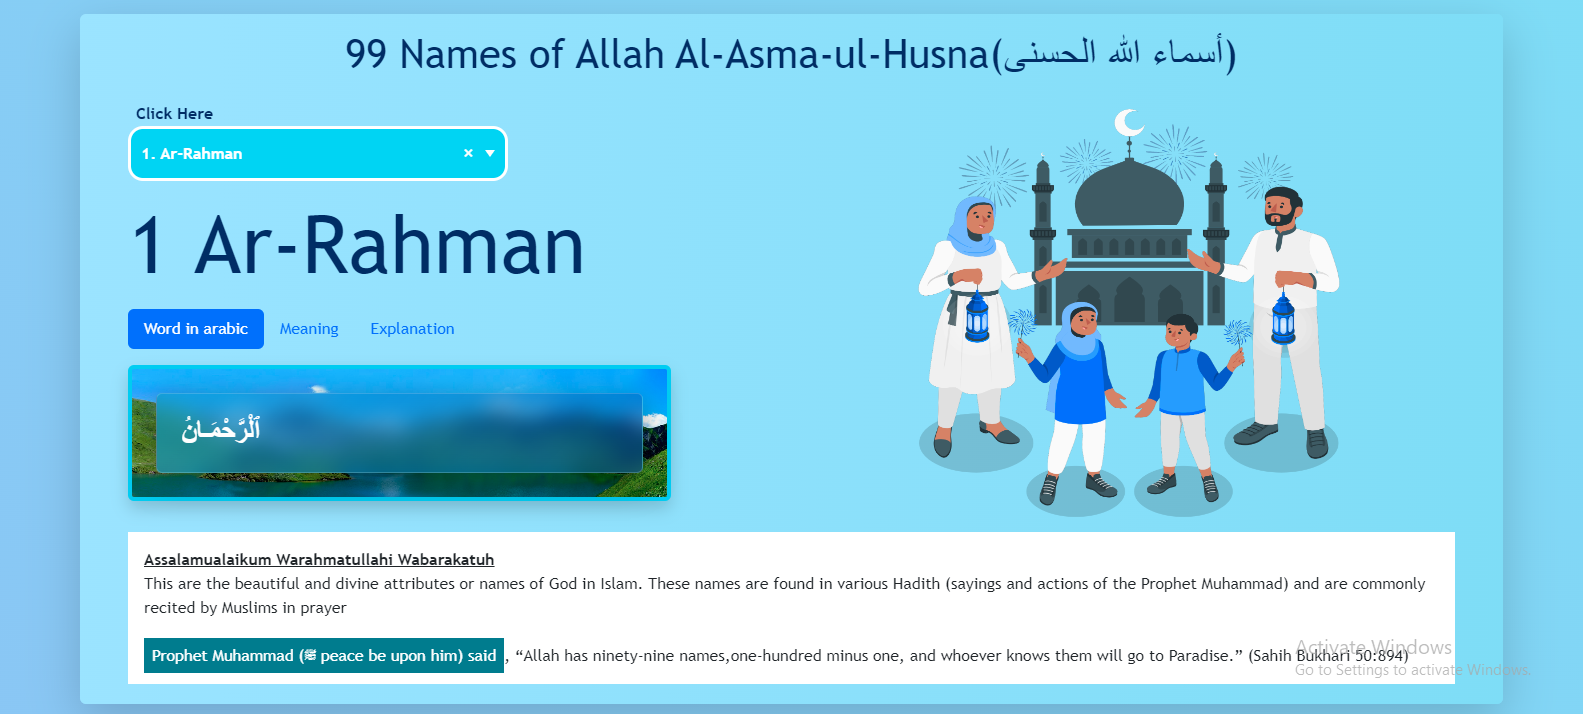 99 Names of Allah Al-Asma-ul-Husna(أسماء الله الحسنى)
Click Here
1. Ar-Rahman ×
1 Ar-Rahman
Word in arabic Meaning Explanation
ٱلْرَّحْمَـانُ
Assalamualaikum Warahmatullahi Wabarakatuh
This are the beautiful and divine attributes or names of God in Islam. These names are found in various Hadith (sayings and actions of the Prophet Muhammad) and are commonly
recited by Muslims in prayer
Prophet Muhammad (ﷺ peace be upon him) said , “Allah has ninety-nine names,one-hundred minus one, and whoever knows them will go to Paradise.” (Sahih Bukhari 50:894)
Activate Windows
Go to Settings to activate Windows.